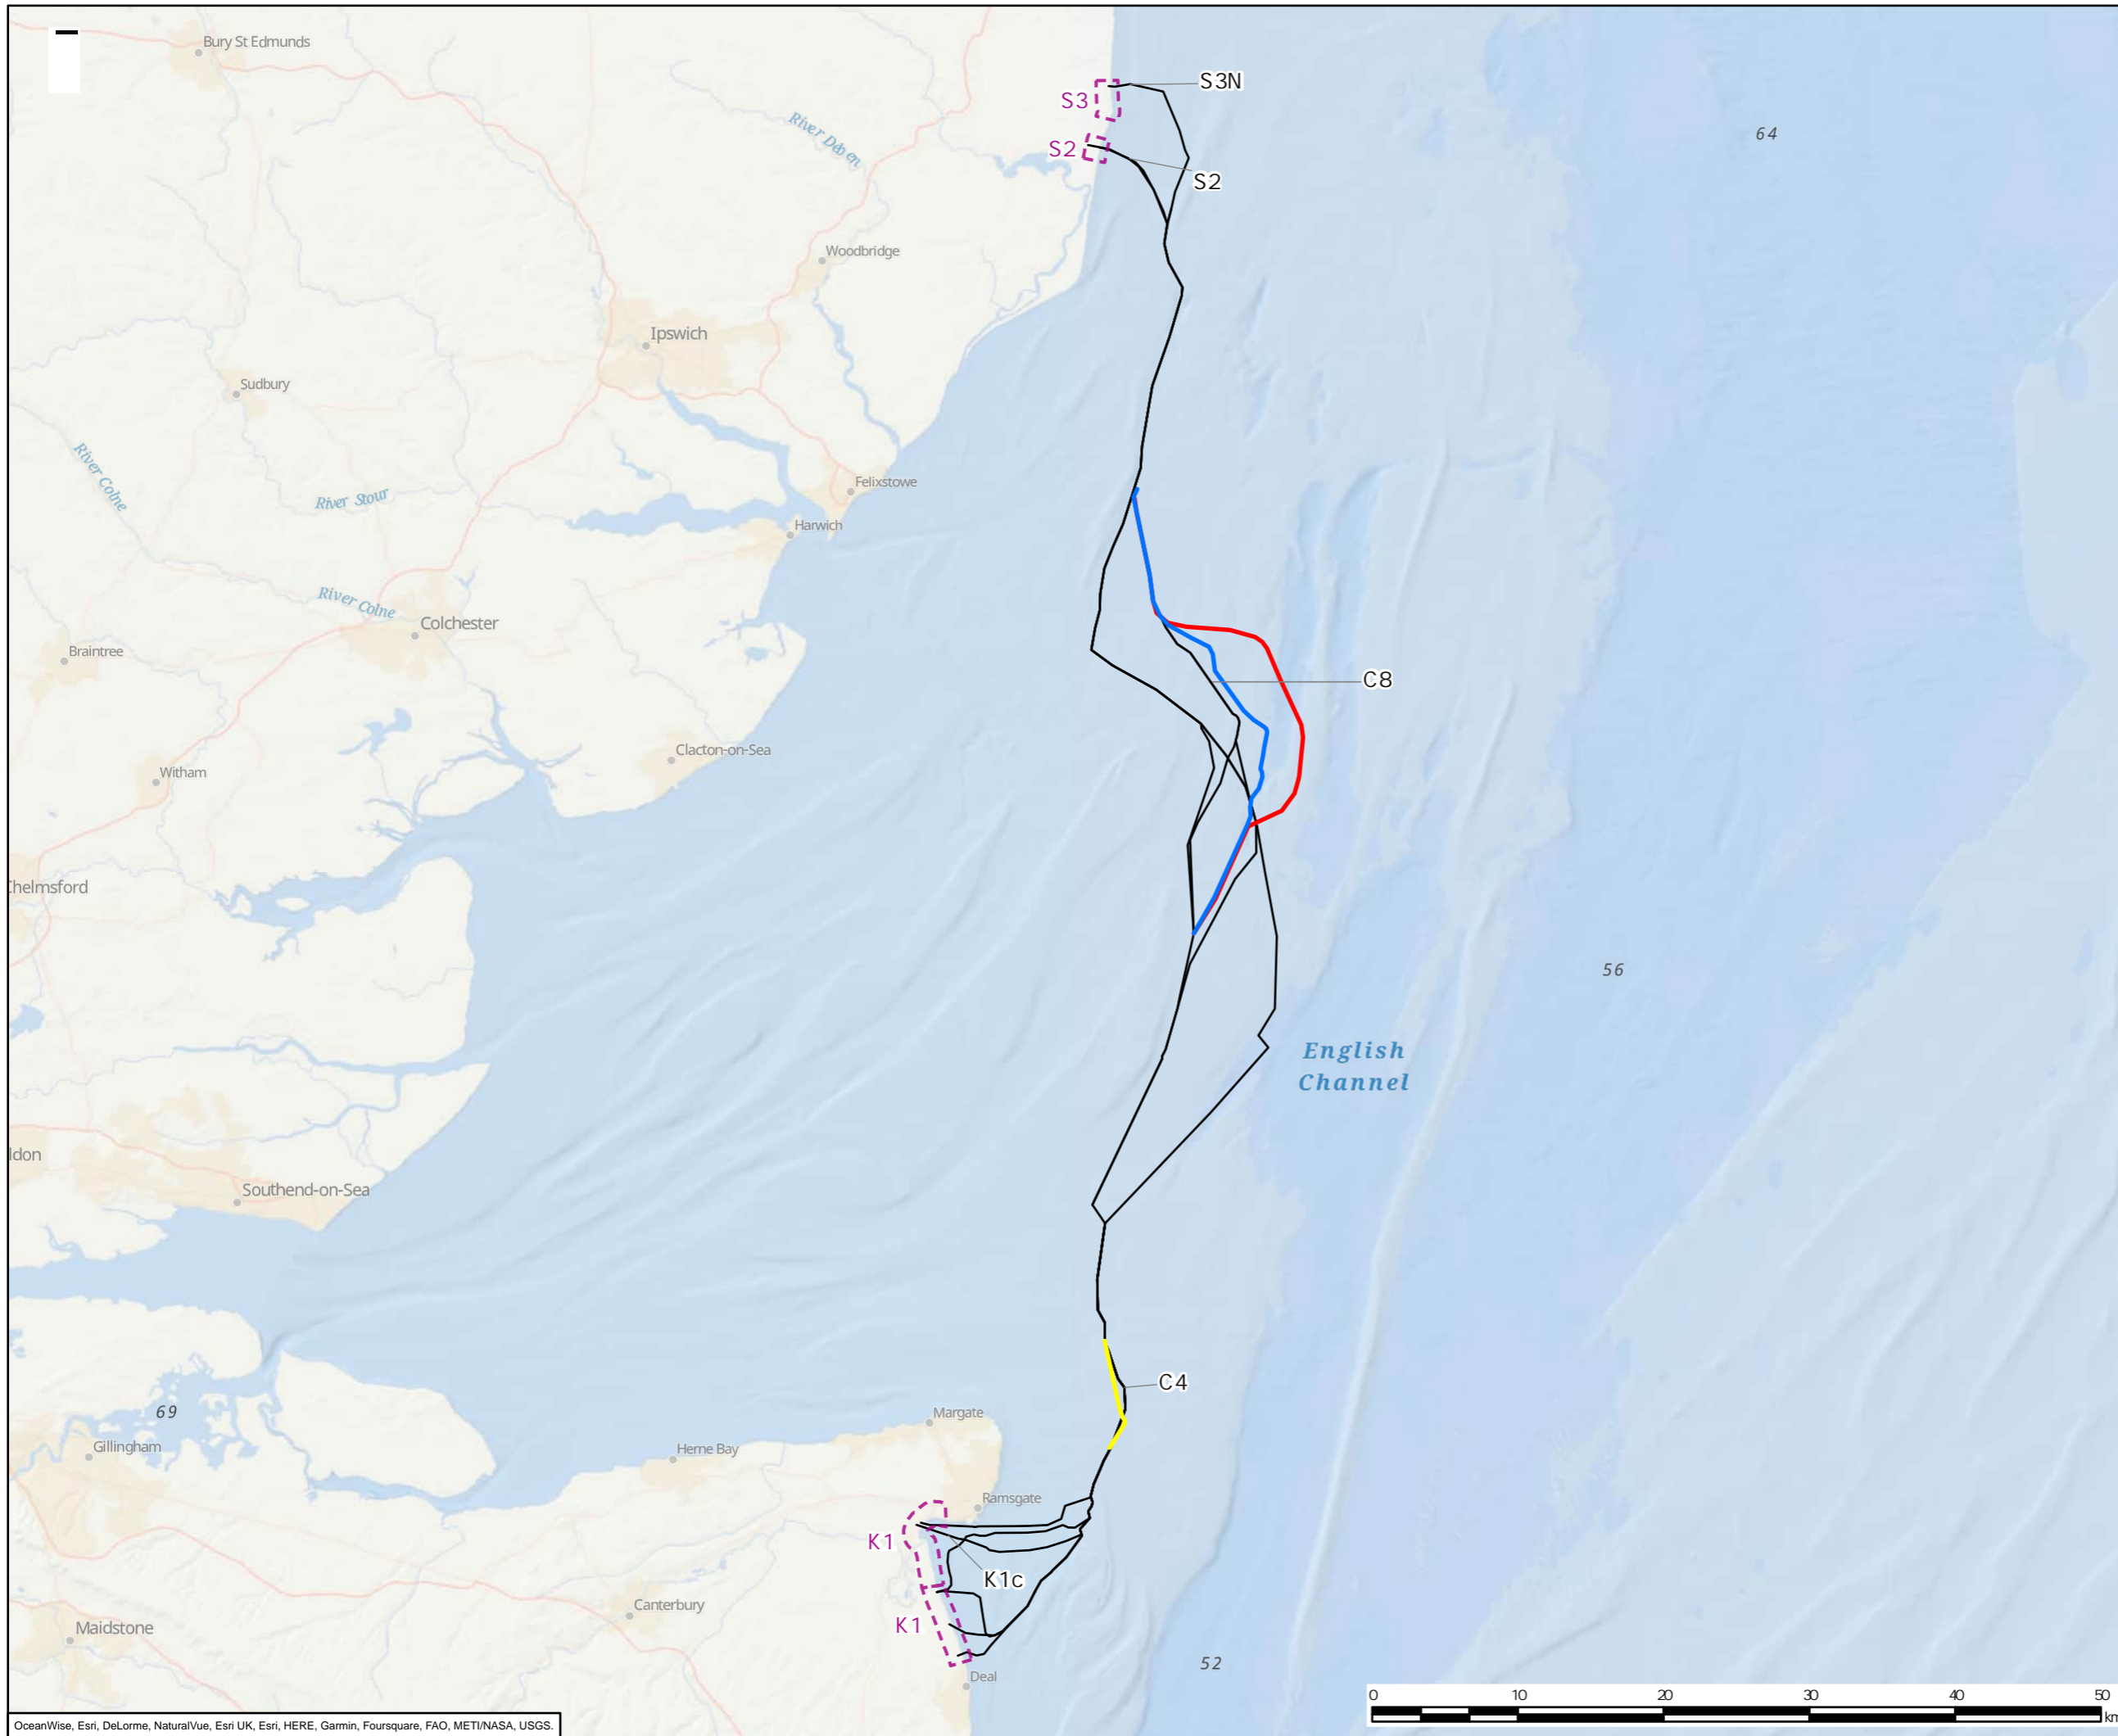 Bury St Edmunds
S3N
S3
River Deben
64
S2
S2
Woodbridge
Ipswich
Sudbury
River Colne
Felixstowe
River Stour
Harwich
River Colne
Colchester
Braintree
C8
Clacton-on-Sea
Witham
Chelmsford
56
English
Channel
ldon
Southend-on-Sea
C4
69
Margate
Gillingham
Herne Bay
Ramsgate
K1
K1c
Canterbury
K1
Maidstone
52
Deal
0 10 20 30 40 50
km
OceanWise, Esri, DeLorme, NaturalVue, Esri UK, Esri, HERE, Garmin, Foursquare, FAO, METI/NASA, USGS.